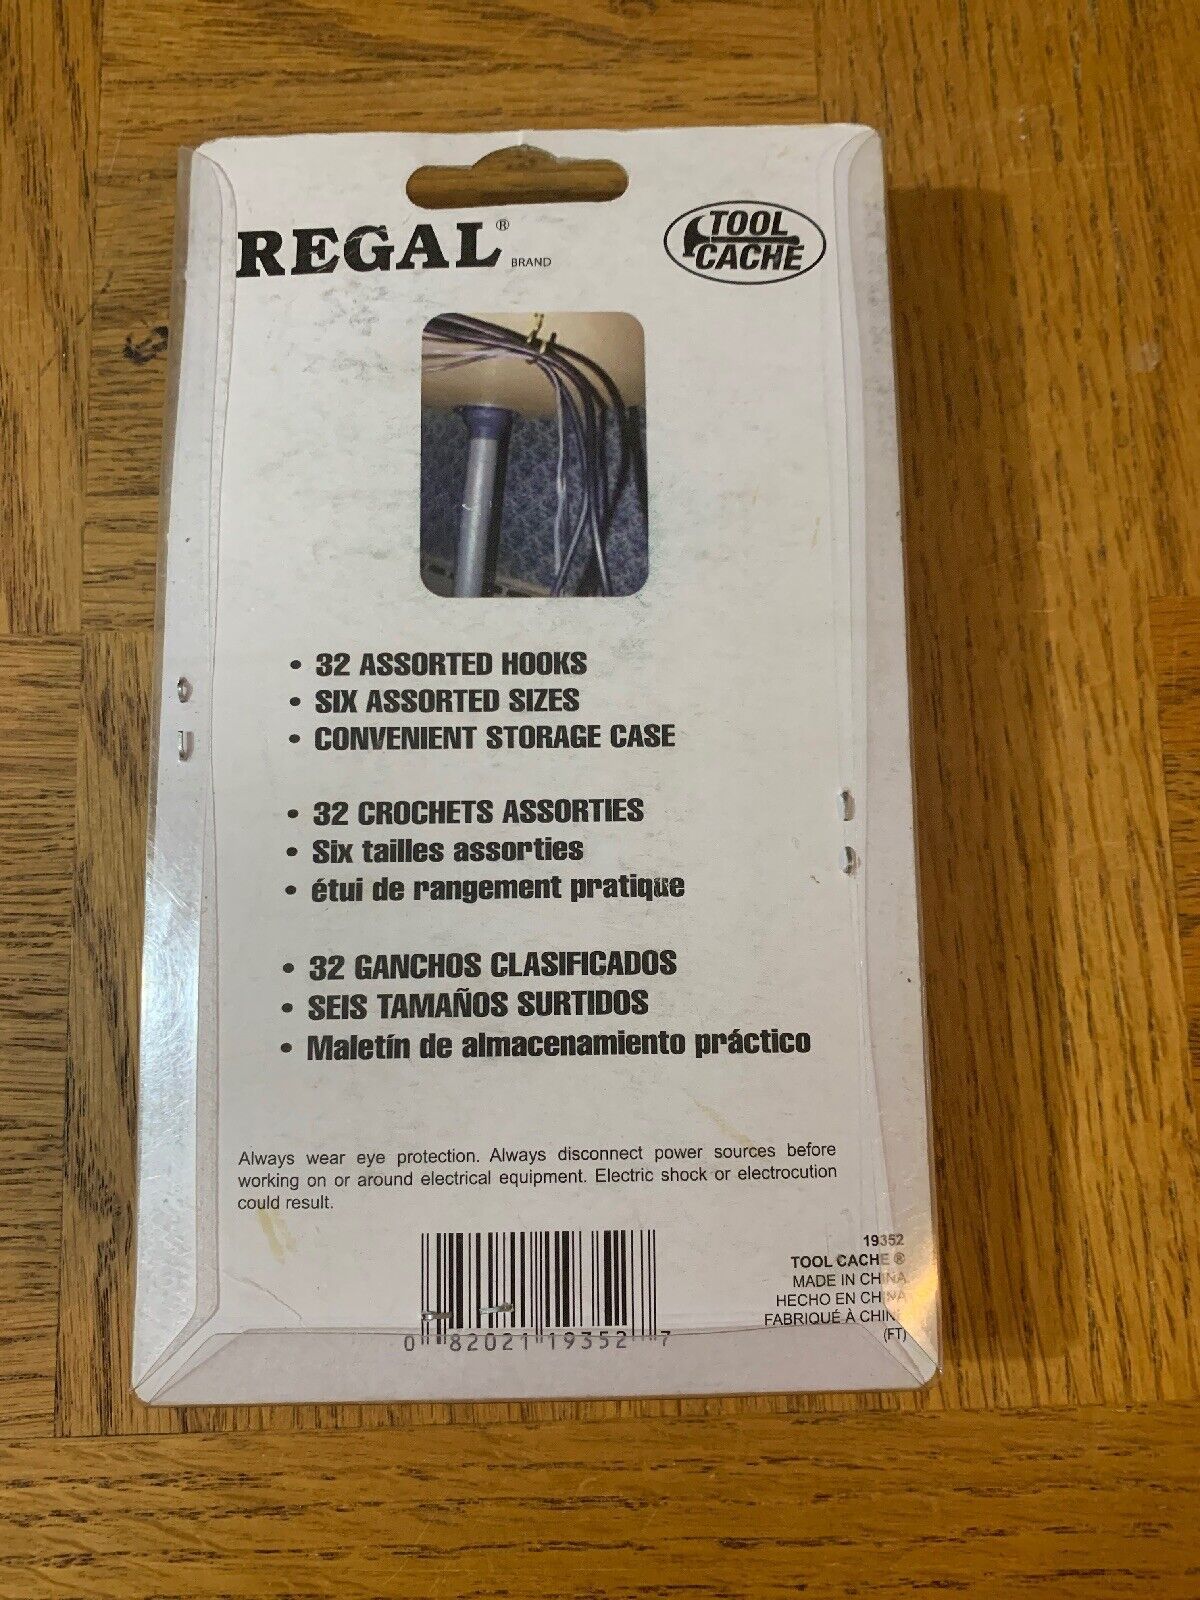 REGAL® BRAND
TOOL CACHE
• 32 ASSORTED HOOKS
• SIX ASSORTED SIZES
• CONVENIENT STORAGE CASE
• 32 CROCHETS ASSORTIES
• Six tailles assorties
• étui de rangement pratique
• 32 GANCHOS CLASIFICADOS
• SEIS TAMAÑOS SURTIDOS
• Maletín de almacenamiento práctico
Always wear eye protection. Always disconnect power sources before
working on or around electrical equipment. Electric shock or electrocution
could result.
19352
TOOL CACHE ®
MADE IN CHINA
HECHO EN CHINA
FABRIQUÉ À CHINE
(FT)
0 82021 19352 7